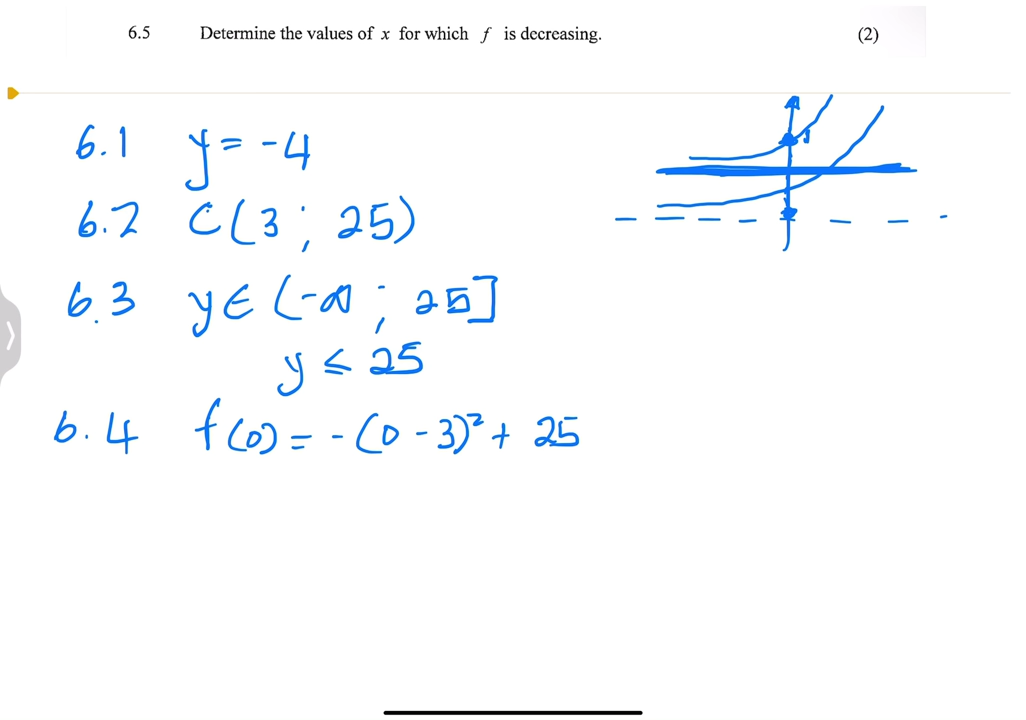 6.5 Determine the values of x for which f is decreasing. (2)
6.1 y = -4
6.2 C(3 ; 25)
6.3 y ∈ (-∞ ; 25]
y ≤ 25
6.4 f(0) = -(0 - 3)² + 25